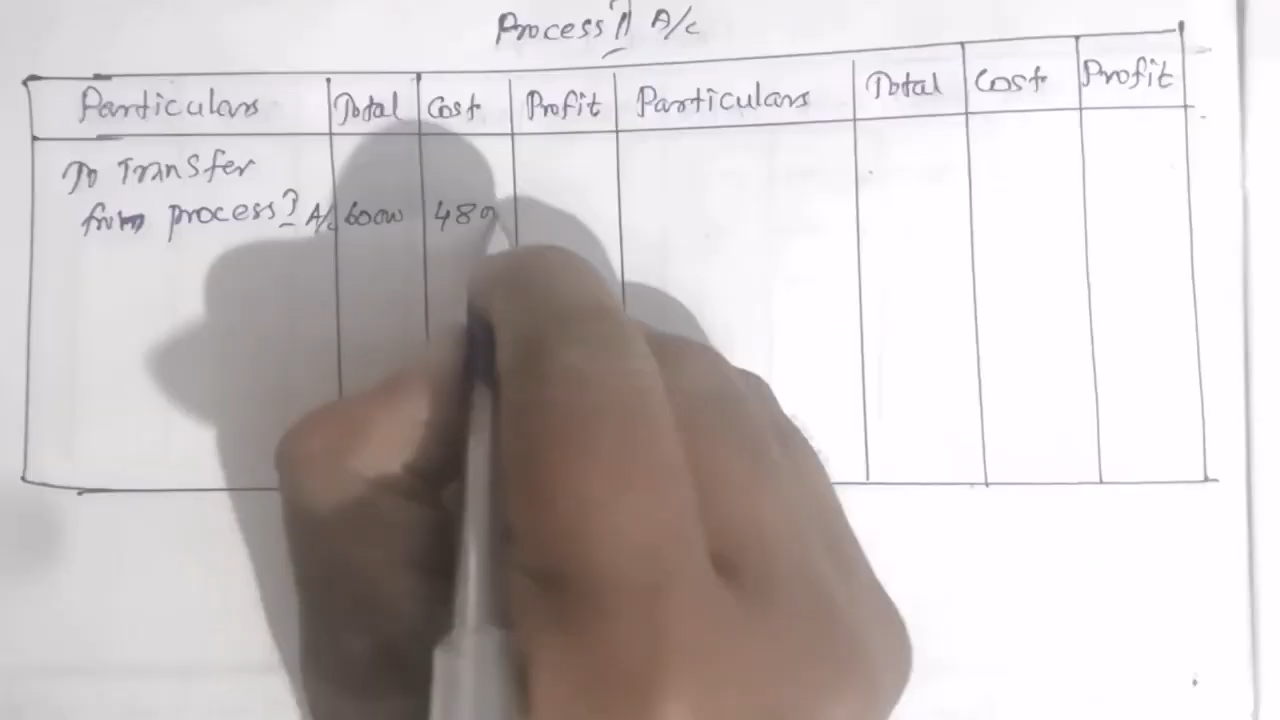 Process II A/c
Particulars Total Cost Profit Particulars Total Cost Profit
To Transfer
from process I A/c 6000 480